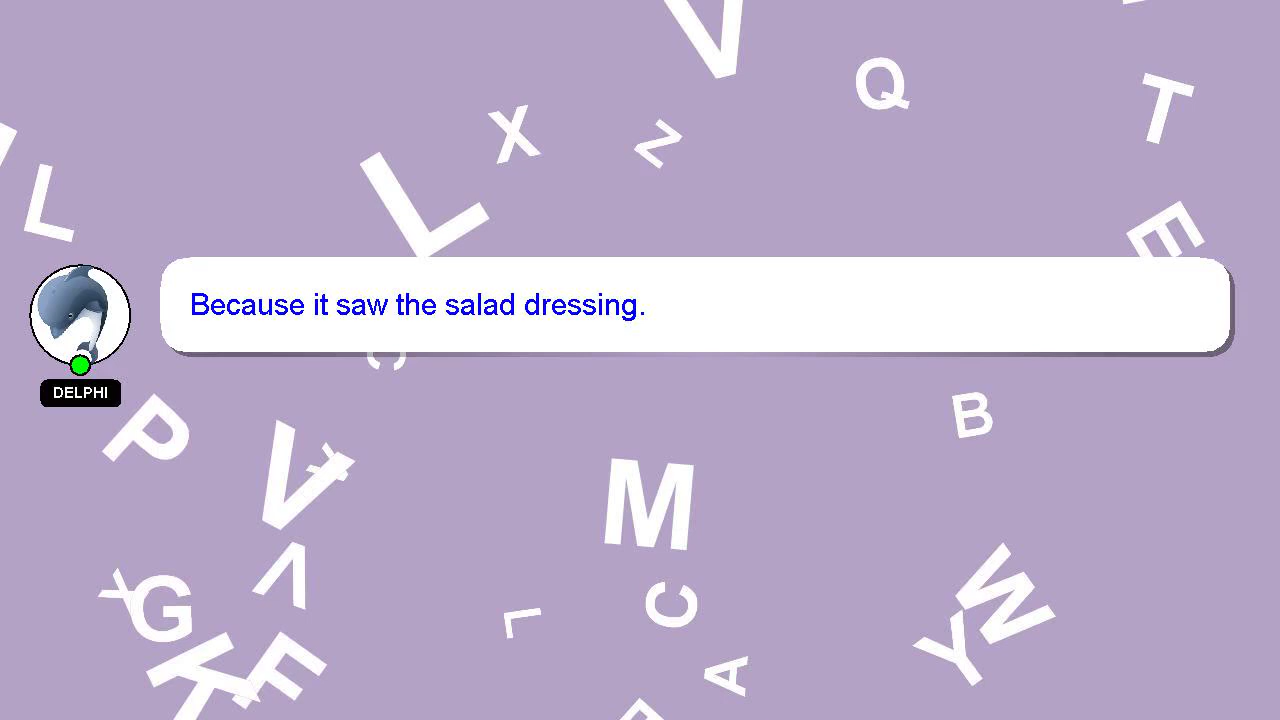 V
Q
T
X
Z
L
L
E
Because it saw the salad dressing.
C
DELPHI
P
V
B
M
V
X
G
L
C
W
Y
K
F
A